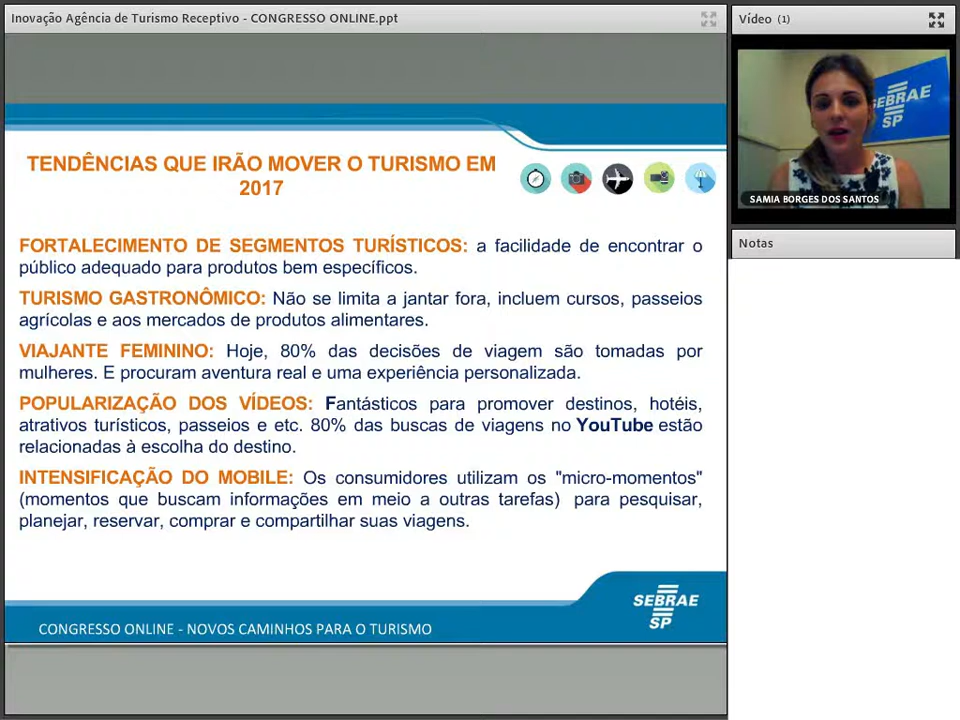 Inovação Agência de Turismo Receptivo - CONGRESSO ONLINE.ppt
TENDÊNCIAS QUE IRÃO MOVER O TURISMO EM
2017
FORTALECIMENTO DE SEGMENTOS TURÍSTICOS: a facilidade de encontrar o
público adequado para produtos bem específicos.
TURISMO GASTRONÔMICO: Não se limita a jantar fora, incluem cursos, passeios
agrícolas e aos mercados de produtos alimentares.
VIAJANTE FEMININO: Hoje, 80% das decisões de viagem são tomadas por
mulheres. E procuram aventura real e uma experiência personalizada.
POPULARIZAÇÃO DOS VÍDEOS: Fantásticos para promover destinos, hotéis,
atrativos turísticos, passeios e etc. 80% das buscas de viagens no YouTube estão
relacionadas à escolha do destino.
INTENSIFICAÇÃO DO MOBILE: Os consumidores utilizam os "micro-momentos"
(momentos que buscam informações em meio a outras tarefas) para pesquisar,
planejar, reservar, comprar e compartilhar suas viagens.
SEBRAE
SP
CONGRESSO ONLINE - NOVOS CAMINHOS PARA O TURISMO
Vídeo (1)
SEBRAE
SP
SAMIA BORGES DOS SANTOS
Notas